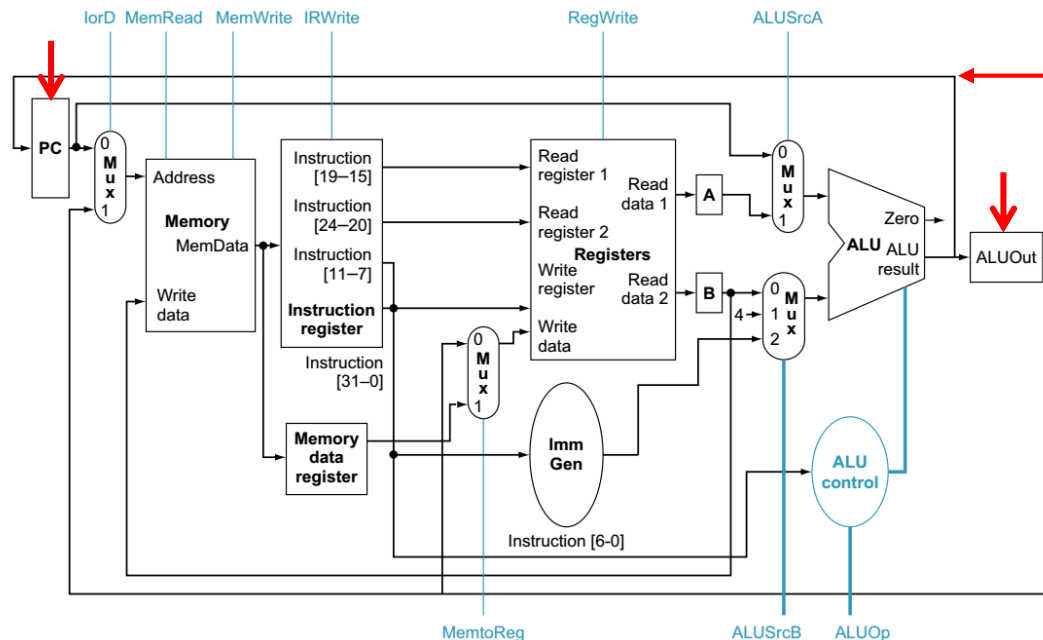 IorD MemRead MemWrite IRWrite RegWrite ALUSrcA
PC
0
M
u
x
1
Address
Memory
MemData
Write
data
Instruction
[19–15]
Instruction
[24–20]
Instruction
[11–7]
Instruction
register
Instruction
[31–0]
Memory
data
register
0
M
u
x
1
Read
register 1
Read
register 2
Registers
Write
register
Write
data
Read
data 1
Read
data 2
Imm
Gen
Instruction [6-0]
A
B
4
0
M
u
x
1
0
1
2
M
u
x
Zero
ALU
ALU
result
ALUOut
ALU
control
MemtoReg ALUSrcB ALUOp